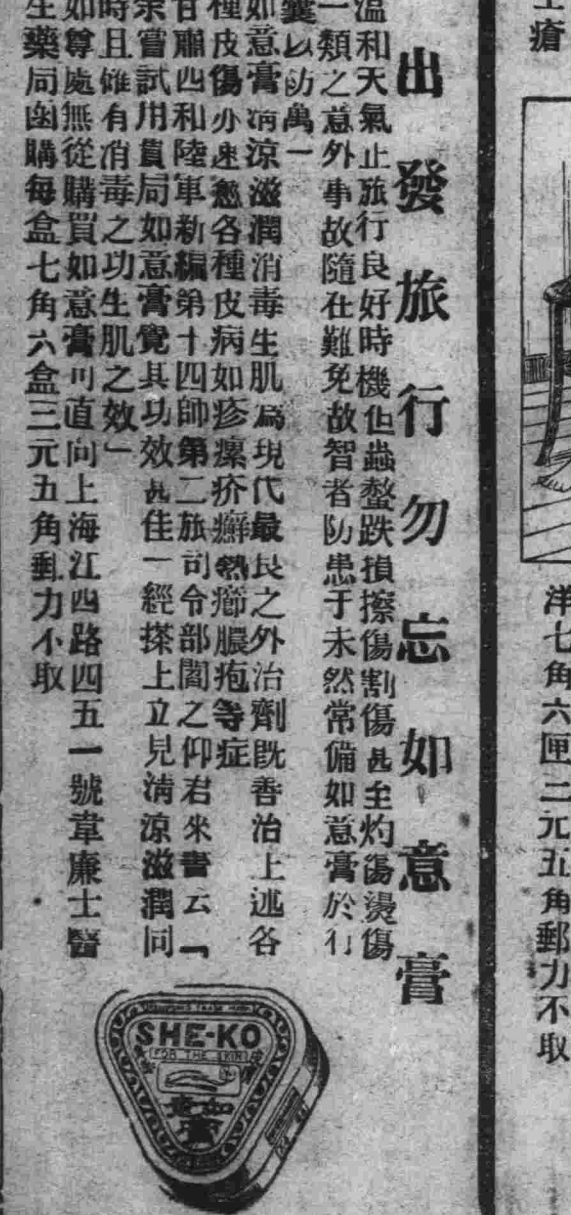 瘡
洋七角六匣二元五角郵力不取
出發旅行勿忘如意膏
溫和天氣止旅行良好時機但蟲螫跌損擦傷割傷甚至灼傷燙傷
一類之意外事故隨在難免故智者防患于未然常備如意膏於行
囊以防萬一
如意膏清涼滋潤消毒生肌爲現代最良之外治劑旣善治上述各
種皮傷亦速愈各種皮病如疹瘰疥癬熱癤膿疱等症
甘肅四和陸軍新編第十四師第二旅司令部閻之仰君來書云「
余嘗試用貴局如意膏覺其功效甚佳一經搽上立見清涼滋潤同
時且確有消毒之功生肌之效」
如尊處無從購買如意膏可直向上海江西路四五一號韋廉士醫
生藥局函購每盒七角六盒三元五角郵力不取
SHE-KO
FOR THE SKIN
如意膏